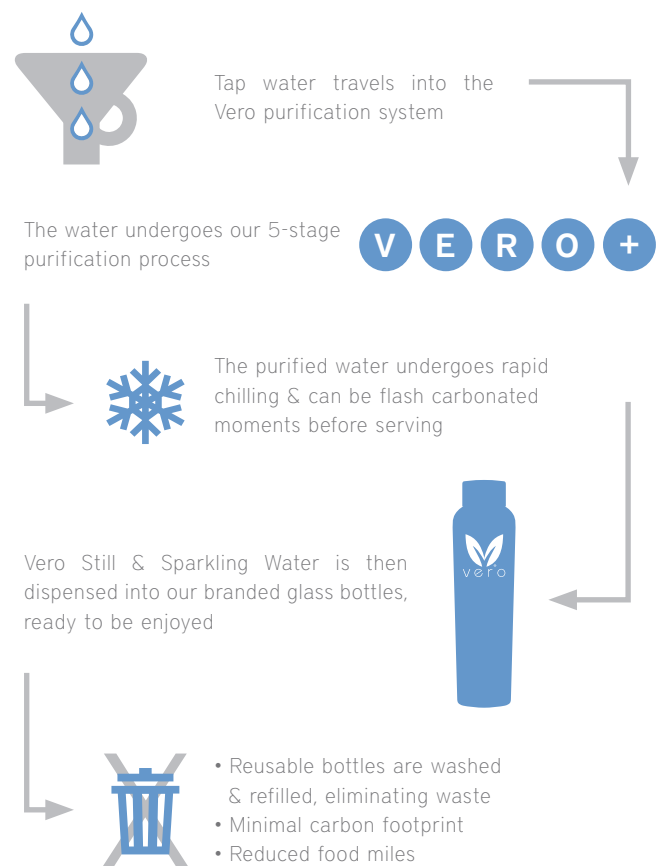 Tap water travels into the
Vero purification system
The water undergoes our 5-stage
purification process
V E R O +
The purified water undergoes rapid
chilling & can be flash carbonated
moments before serving
Vero Still & Sparkling Water is then
dispensed into our branded glass bottles,
ready to be enjoyed
vero
• Reusable bottles are washed
& refilled, eliminating waste
• Minimal carbon footprint
• Reduced food miles